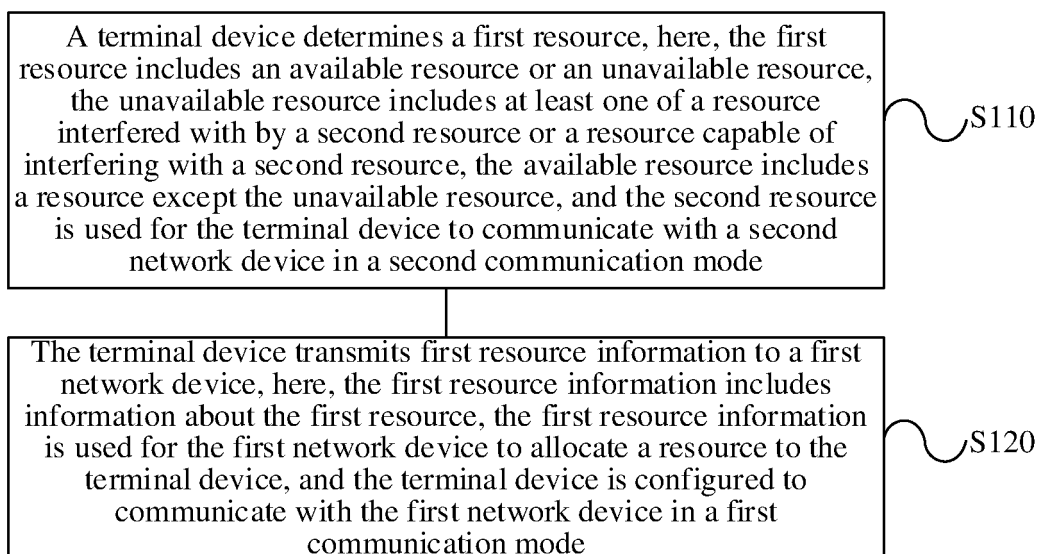 A terminal device determines a first resource, here, the first
resource includes an available resource or an unavailable resource,
the unavailable resource includes at least one of a resource
interfered with by a second resource or a resource capable of
interfering with a second resource, the available resource includes
a resource except the unavailable resource, and the second resource
is used for the terminal device to communicate with a second
network device in a second communication mode
S110
The terminal device transmits first resource information to a first
network device, here, the first resource information includes
information about the first resource, the first resource information
is used for the first network device to allocate a resource to the
terminal device, and the terminal device is configured to
communicate with the first network device in a first
communication mode
S120